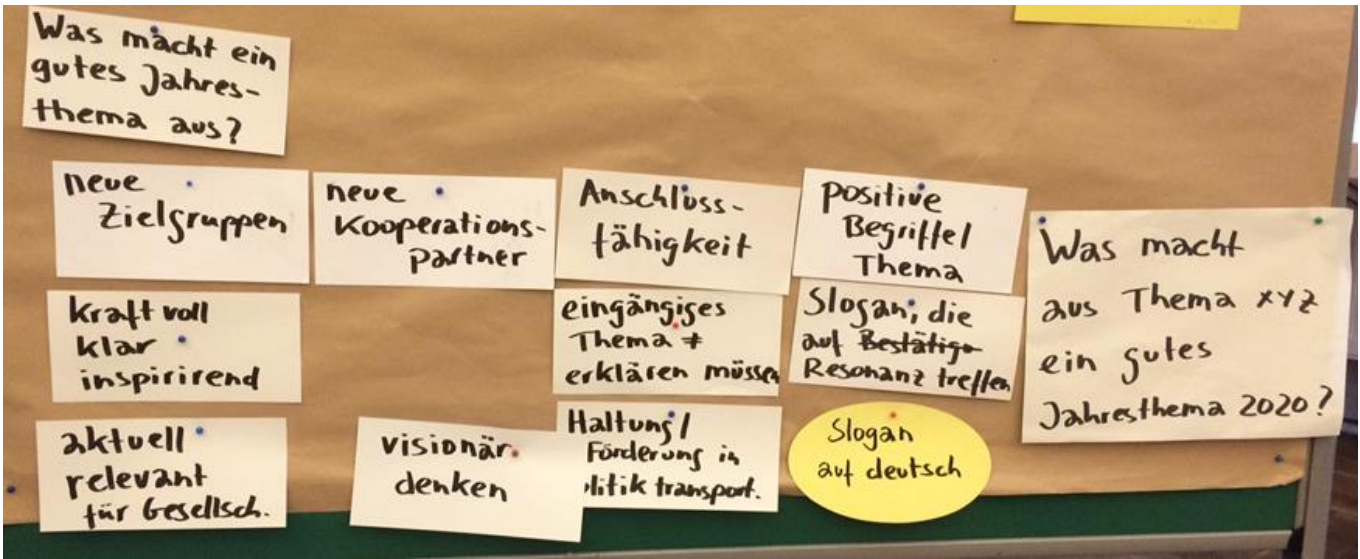 Was macht ein
gutes Jahres-
thema aus?
neue
Zielgruppen
neue
Kooperations-
partner
Anschluss-
fähigkeit
positive
Begriffe/
Thema
Was macht
aus Thema XYZ
ein gutes
Jahresthema 2020?
kraftvoll
klar
inspirirend
eingängiges
Thema ≠
erklären müssen
Slogan, die
auf Bestätigu
Resonanz treffen
aktuell
relevant
für Gesellsch.
visionär
denken
Haltung/
Förderung in
olitik transport.
Slogan
auf deutsch